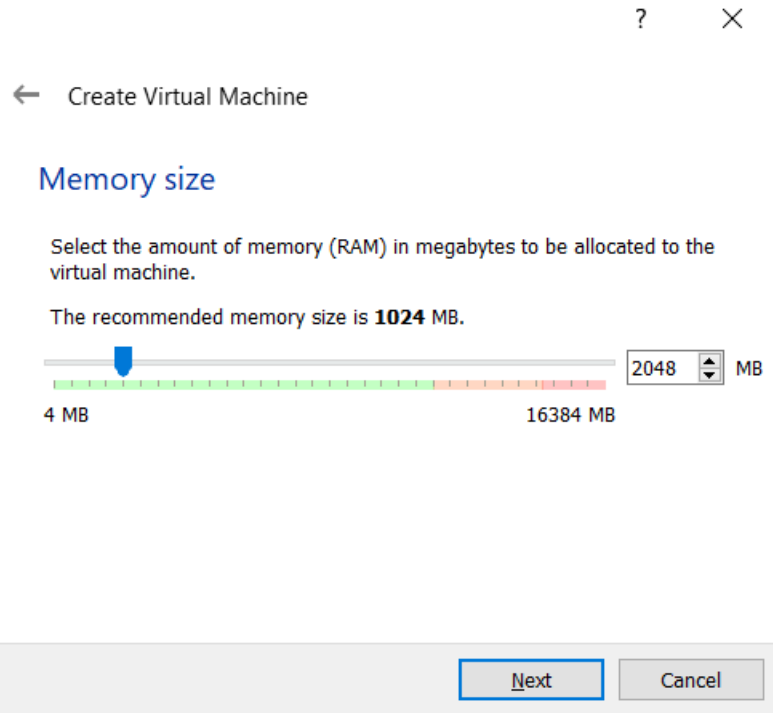 ?
Create Virtual Machine
Memory size
Select the amount of memory (RAM) in megabytes to be allocated to the
virtual machine.
The recommended memory size is 1024 MB.
2048 MB
4 MB 16384 MB
Next Cancel